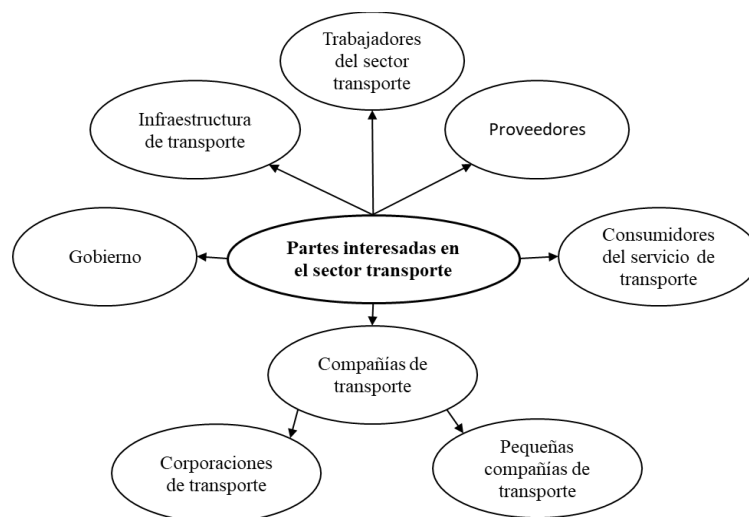 Trabajadores
del sector
transporte
Infraestructura
de transporte
Proveedores
Gobierno
Partes interesadas en
el sector transporte
Consumidores
del servicio de
transporte
Compañías de
transporte
Corporaciones
de transporte
Pequeñas
compañías de
transporte